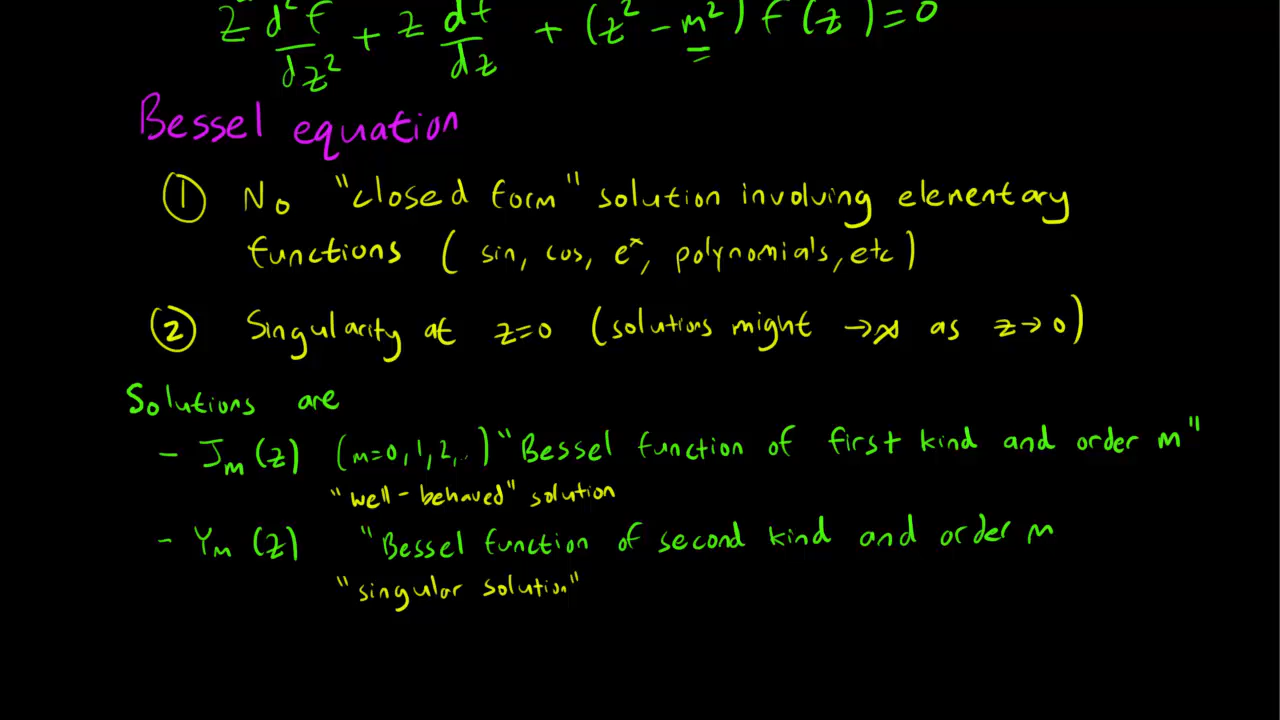 z² d²f/dz² + z df/dz + (z² - m²) f(z) = 0
Bessel equation
① No "closed form" solution involving elementary
functions ( sin, cos, eˣ, polynomials, etc)
② Singularity at z=0 (solutions might →∞ as z→0)
Solutions are
- Jₘ(z) (m=0,1,2,..) "Bessel function of first kind and order m"
"well-behaved" solution
- Yₘ(z) "Bessel function of second kind and order m
"singular solution"